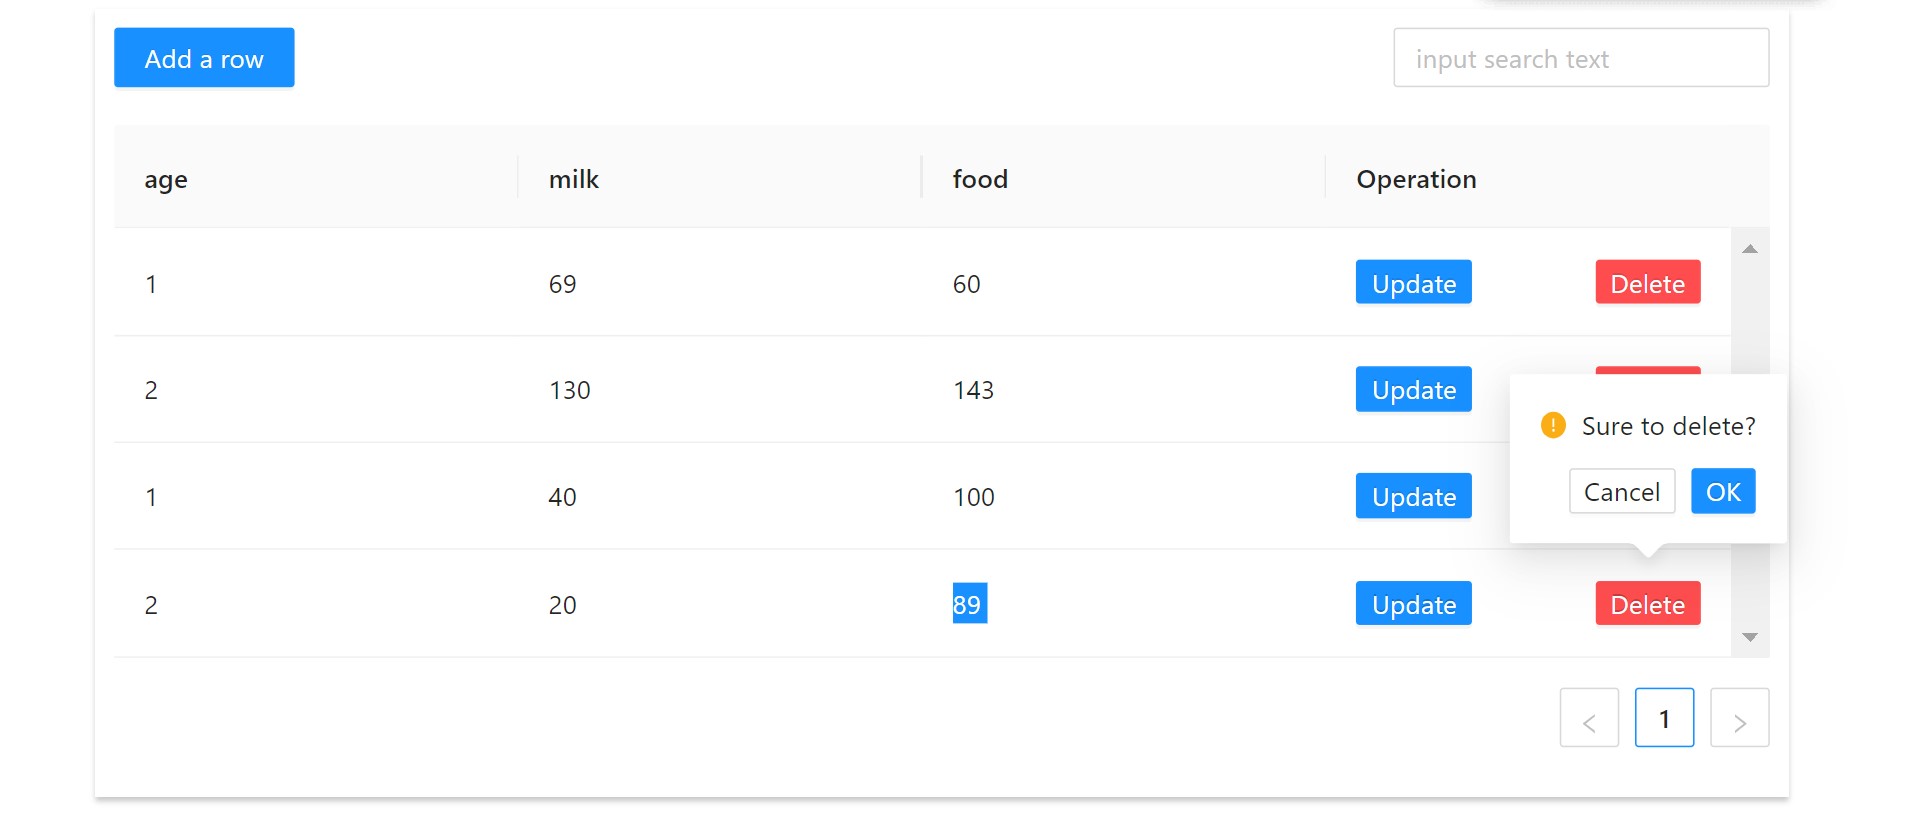 Add a row
input search text
age milk food Operation
1 69 60 Update Delete
2 130 143 Update
Sure to delete?
Cancel OK
1 40 100 Update
2 20 89 Update Delete
< 1 >